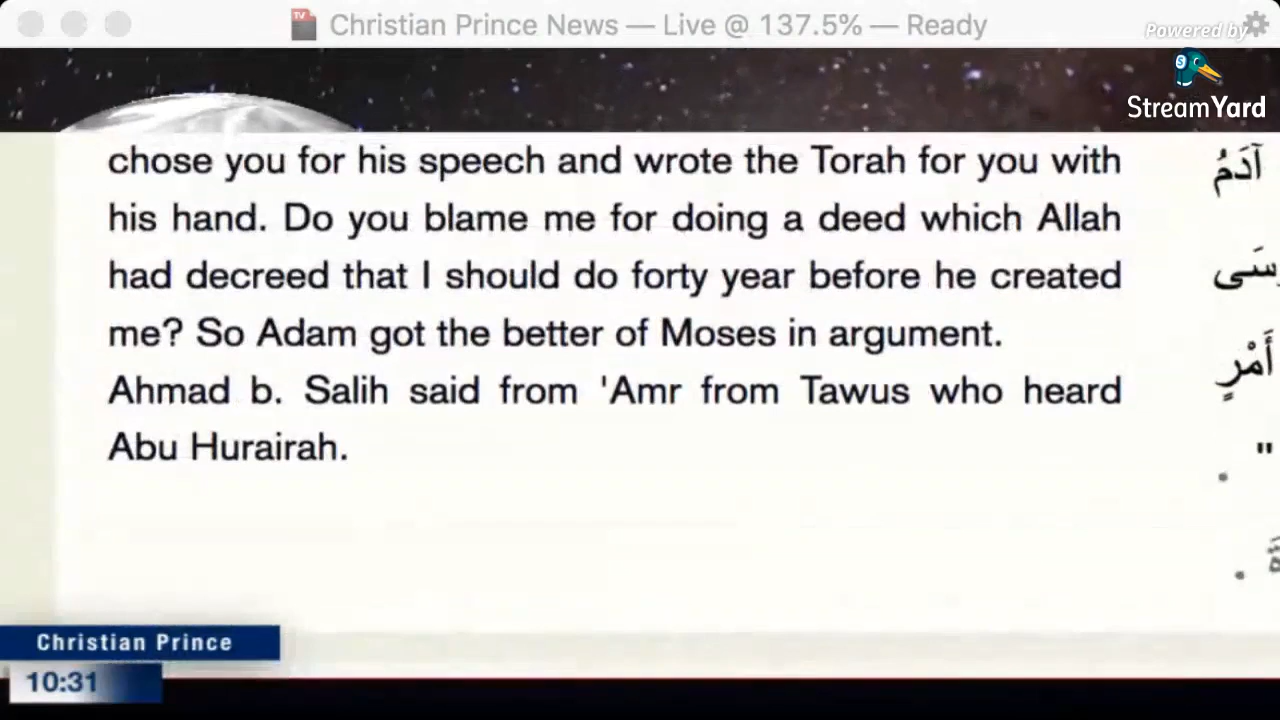 Christian Prince News — Live @ 137.5% — Ready
Powered by
StreamYard
chose you for his speech and wrote the Torah for you with
his hand. Do you blame me for doing a deed which Allah
had decreed that I should do forty year before he created
me? So Adam got the better of Moses in argument.
Ahmad b. Salih said from 'Amr from Tawus who heard
Abu Hurairah.
آدَمُ
أَمْرٍ
" .
Christian Prince
10:31